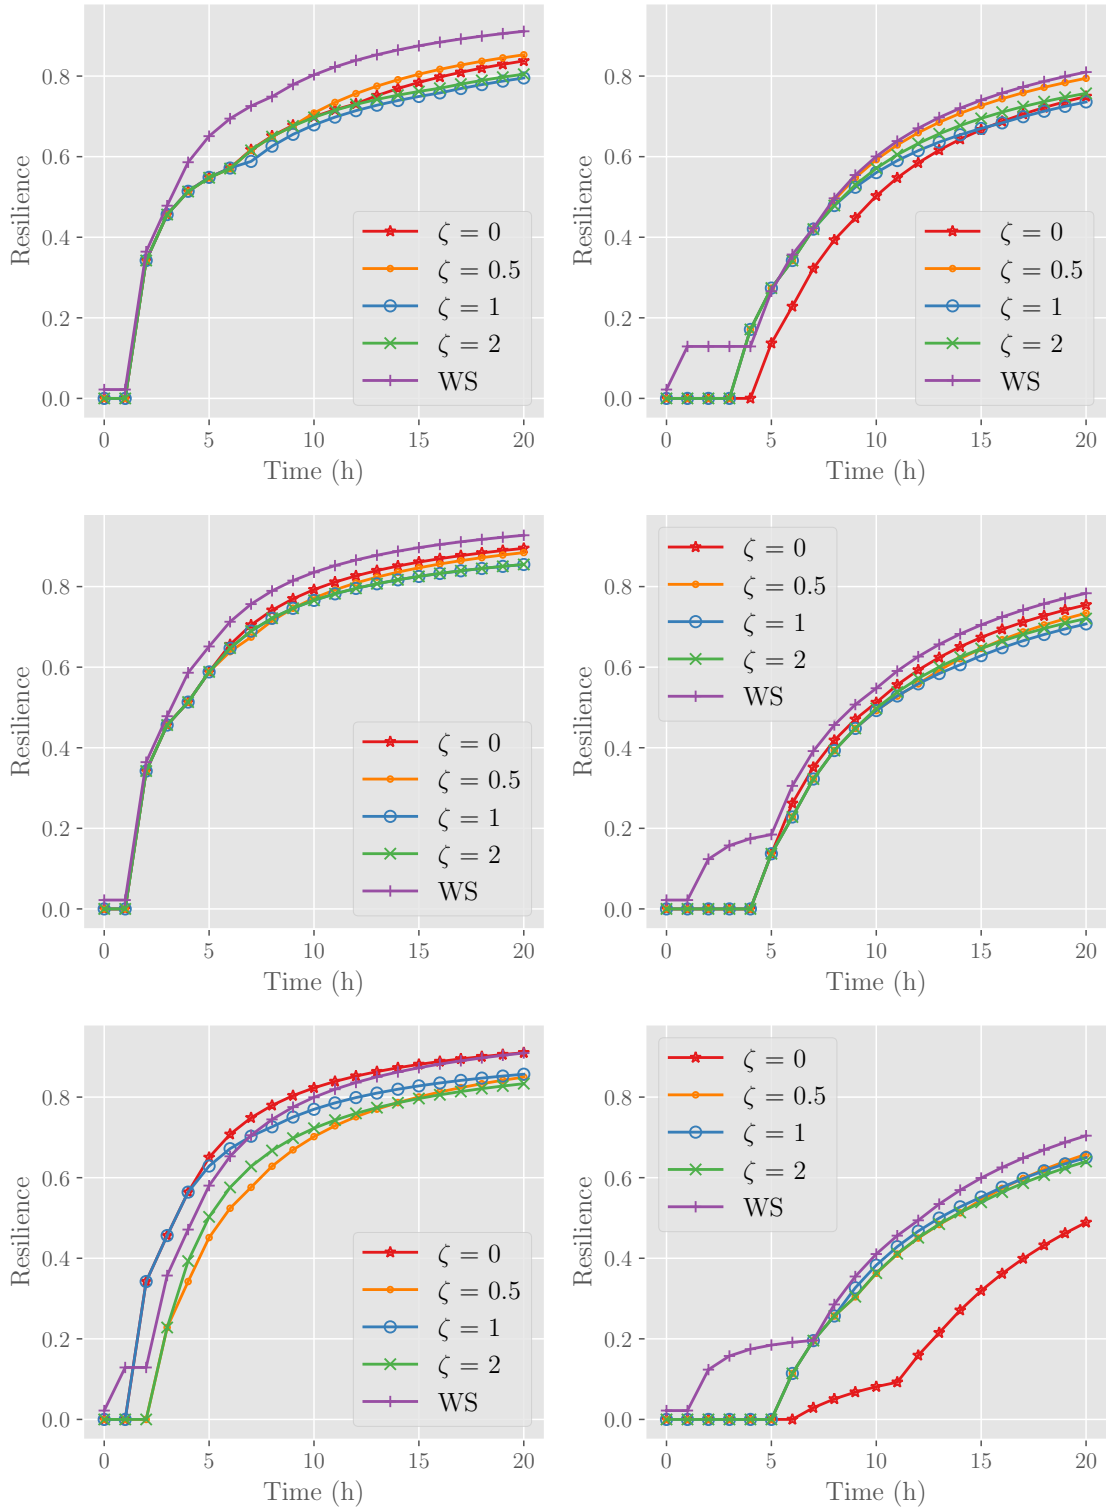 Resilience
0.8
0.6
0.4
0.2
0.0
ζ = 0
ζ = 0.5
ζ = 1
ζ = 2
WS
0 5 10 15 20
Time (h)
Resilience
0.8
0.6
0.4
0.2
0.0
ζ = 0
ζ = 0.5
ζ = 1
ζ = 2
WS
0 5 10 15 20
Time (h)
Resilience
0.8
0.6
0.4
0.2
0.0
ζ = 0
ζ = 0.5
ζ = 1
ζ = 2
WS
0 5 10 15 20
Time (h)
Resilience
0.8
0.6
0.4
0.2
0.0
ζ = 0
ζ = 0.5
ζ = 1
ζ = 2
WS
0 5 10 15 20
Time (h)
Resilience
0.8
0.6
0.4
0.2
0.0
ζ = 0
ζ = 0.5
ζ = 1
ζ = 2
WS
0 5 10 15 20
Time (h)
Resilience
0.8
0.6
0.4
0.2
0.0
ζ = 0
ζ = 0.5
ζ = 1
ζ = 2
WS
0 5 10 15 20
Time (h)